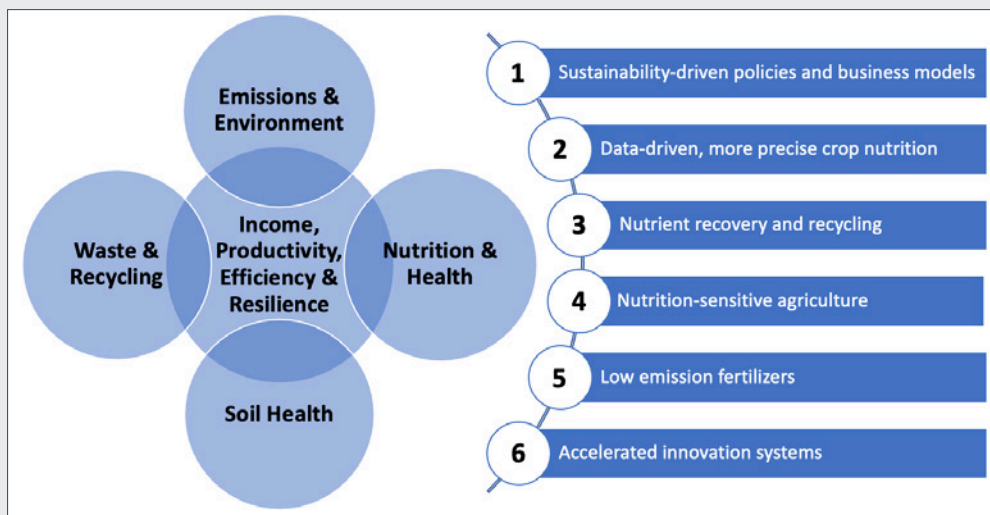 Emissions &
Environment
Waste &
Recycling
Income,
Productivity,
Efficiency &
Resilience
Nutrition &
Health
Soil Health
1
Sustainability-driven policies and business models
2
Data-driven, more precise crop nutrition
3
Nutrient recovery and recycling
4
Nutrition-sensitive agriculture
5
Low emission fertilizers
6
Accelerated innovation systems